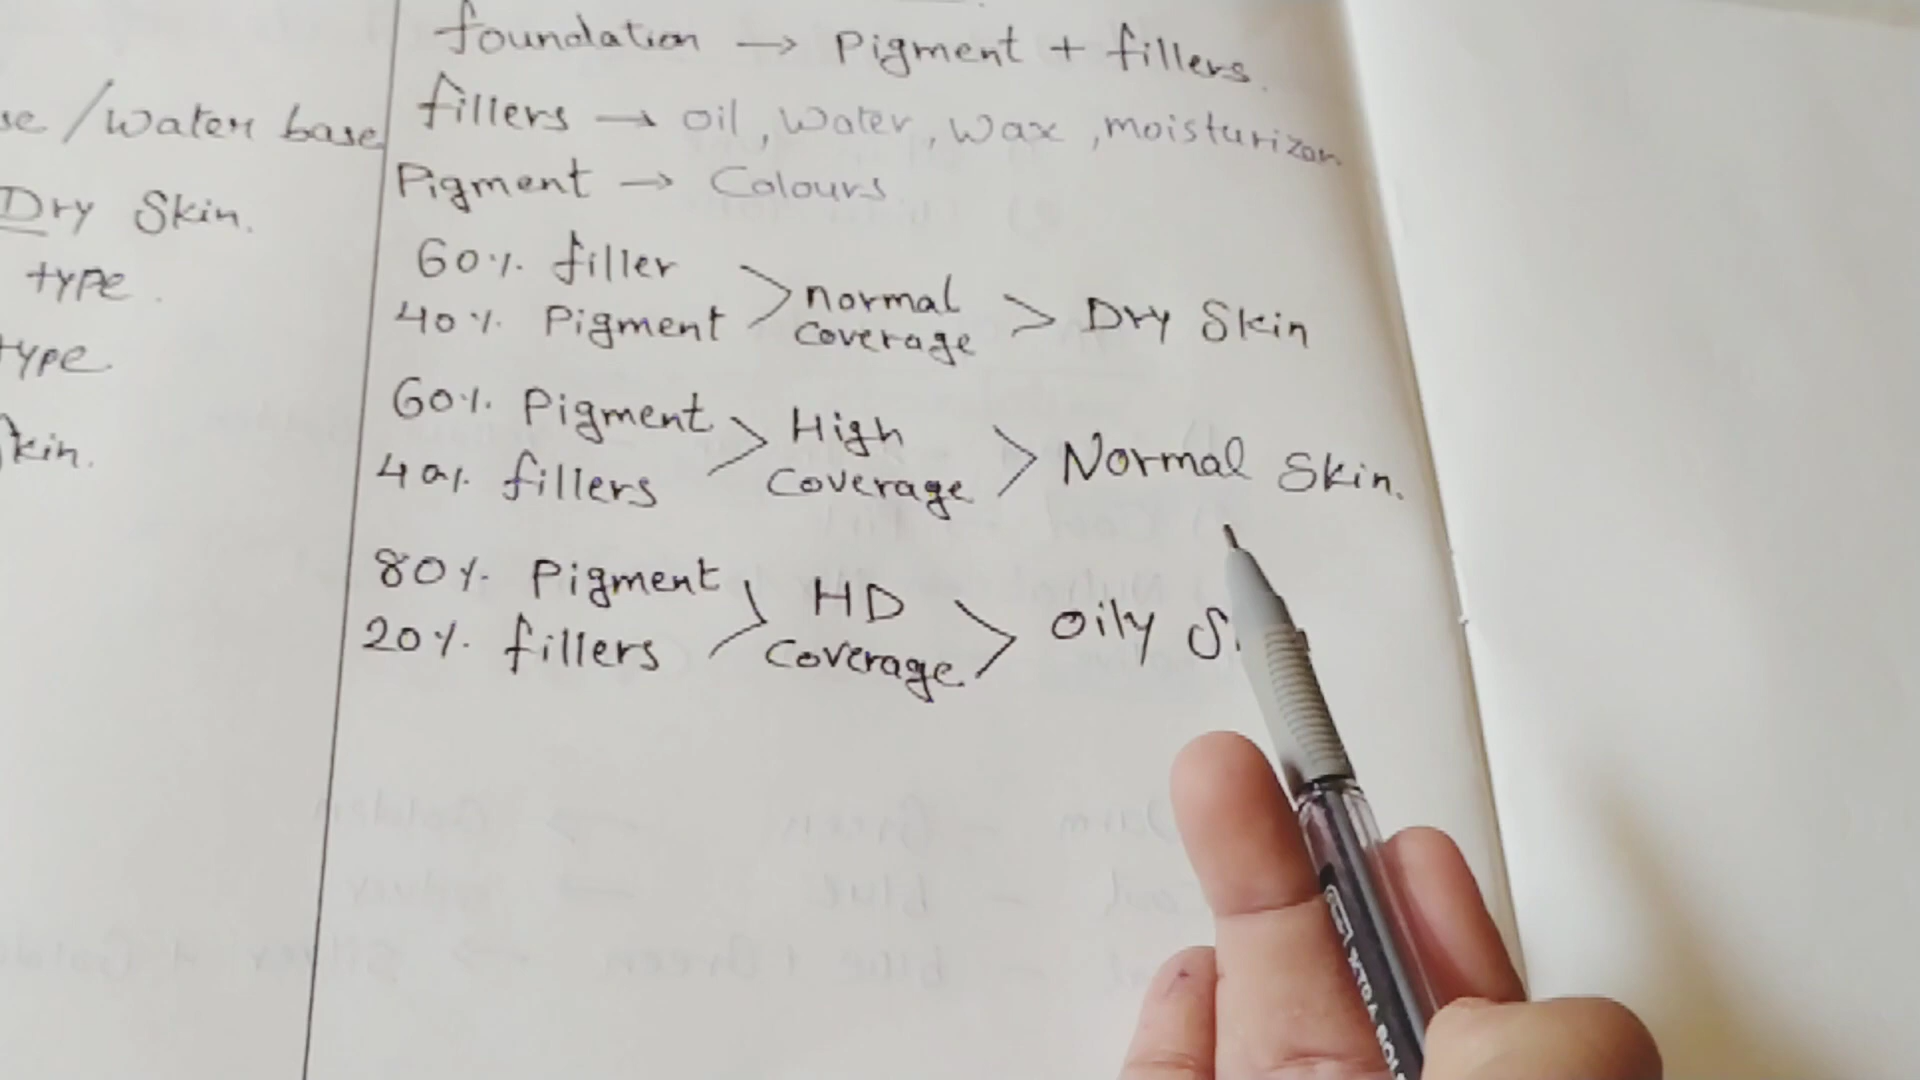 foundation → Pigment + fillers.
fillers → oil, water, wax, moisturizon
Pigment → Colours
60% filler
40% Pigment > normal coverage > Dry Skin
60% Pigment
40% fillers > High Coverage > Normal Skin.
80% Pigment
20% fillers > HD Coverage > Oily S
/water base
Dry Skin.
type.
type
kin.